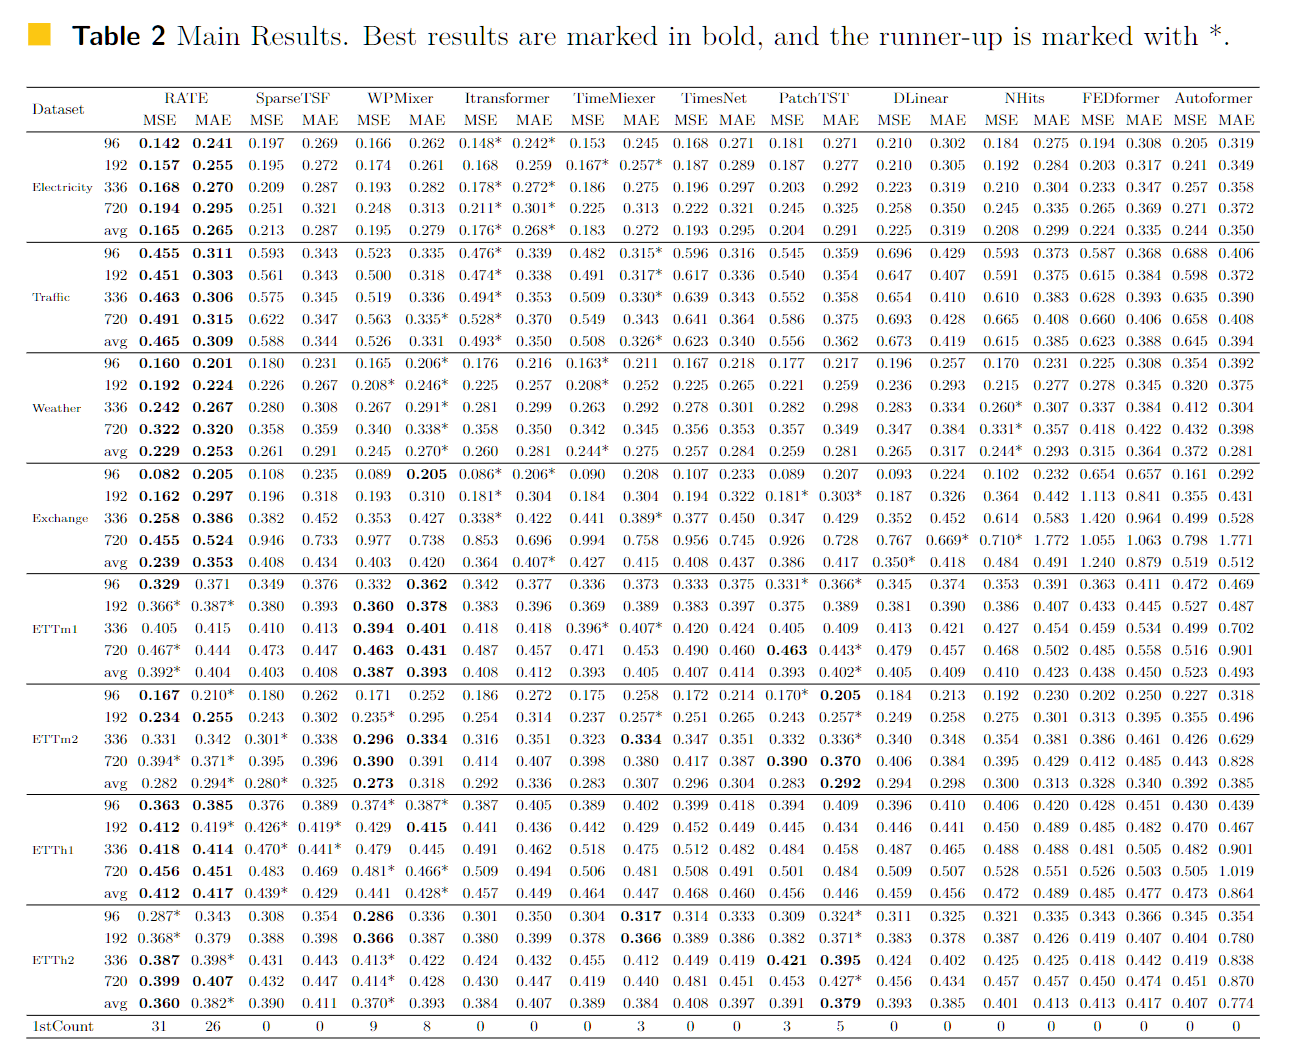 Table 2 Main Results. Best results are marked in bold, and the runner-up is marked with *.
Dataset RATE SparseTSF WPMixer Itransformer TimeMiexer TimesNet PatchTST DLinear NHits FEDformer Autoformer
MSE MAE MSE MAE MSE MAE MSE MAE MSE MAE MSE MAE MSE MAE MSE MAE MSE MAE MSE MAE MSE MAE
96 0.142 0.241 0.197 0.269 0.166 0.262 0.148* 0.242* 0.153 0.245 0.168 0.271 0.181 0.271 0.210 0.302 0.184 0.275 0.194 0.308 0.205 0.319
192 0.157 0.255 0.195 0.272 0.174 0.261 0.168 0.259 0.167* 0.257* 0.187 0.289 0.187 0.277 0.210 0.305 0.192 0.284 0.203 0.317 0.241 0.349
Electricity 336 0.168 0.270 0.209 0.287 0.193 0.282 0.178* 0.272* 0.186 0.275 0.196 0.297 0.203 0.292 0.223 0.319 0.210 0.304 0.233 0.347 0.257 0.358
720 0.194 0.295 0.251 0.321 0.248 0.313 0.211* 0.301* 0.225 0.313 0.222 0.321 0.245 0.325 0.258 0.350 0.245 0.335 0.265 0.369 0.271 0.372
avg 0.165 0.265 0.213 0.287 0.195 0.279 0.176* 0.268* 0.183 0.272 0.193 0.295 0.204 0.291 0.225 0.319 0.208 0.299 0.224 0.335 0.244 0.350
96 0.455 0.311 0.593 0.343 0.523 0.335 0.476* 0.339 0.482 0.315* 0.596 0.316 0.545 0.359 0.696 0.429 0.593 0.373 0.587 0.368 0.688 0.406
192 0.451 0.303 0.561 0.343 0.500 0.318 0.474* 0.338 0.491 0.317* 0.617 0.336 0.540 0.354 0.647 0.407 0.591 0.375 0.615 0.384 0.598 0.372
Traffic 336 0.463 0.306 0.575 0.345 0.519 0.336 0.494* 0.353 0.509 0.330* 0.639 0.343 0.552 0.358 0.654 0.410 0.610 0.383 0.628 0.393 0.635 0.390
720 0.491 0.315 0.622 0.347 0.563 0.335* 0.528* 0.370 0.549 0.343 0.641 0.364 0.586 0.375 0.693 0.428 0.665 0.408 0.660 0.406 0.658 0.408
avg 0.465 0.309 0.588 0.344 0.526 0.331 0.493* 0.350 0.508 0.326* 0.623 0.340 0.556 0.362 0.673 0.419 0.615 0.385 0.623 0.388 0.645 0.394
96 0.160 0.201 0.180 0.231 0.165 0.206* 0.176 0.216 0.163* 0.211 0.167 0.218 0.177 0.217 0.196 0.257 0.170 0.231 0.225 0.308 0.354 0.392
192 0.192 0.224 0.226 0.267 0.208* 0.246* 0.225 0.257 0.208* 0.252 0.225 0.265 0.221 0.259 0.236 0.293 0.215 0.277 0.278 0.345 0.320 0.375
Weather 336 0.242 0.267 0.280 0.308 0.267 0.291* 0.281 0.299 0.263 0.292 0.278 0.301 0.282 0.298 0.283 0.334 0.260* 0.307 0.337 0.384 0.412 0.304
720 0.322 0.320 0.358 0.359 0.340 0.338* 0.358 0.350 0.342 0.345 0.356 0.353 0.357 0.349 0.347 0.384 0.331* 0.357 0.418 0.422 0.432 0.398
avg 0.229 0.253 0.261 0.291 0.245 0.270* 0.260 0.281 0.244* 0.275 0.257 0.284 0.259 0.281 0.265 0.317 0.244* 0.293 0.315 0.364 0.372 0.281
96 0.082 0.205 0.108 0.235 0.089 0.205 0.086* 0.206* 0.090 0.208 0.107 0.233 0.089 0.207 0.093 0.224 0.102 0.232 0.654 0.657 0.161 0.292
192 0.162 0.297 0.196 0.318 0.193 0.310 0.181* 0.304 0.184 0.304 0.194 0.322 0.181* 0.303* 0.187 0.326 0.364 0.442 1.113 0.841 0.355 0.431
Exchange 336 0.258 0.386 0.382 0.452 0.353 0.427 0.338* 0.422 0.441 0.389* 0.377 0.450 0.347 0.429 0.352 0.452 0.614 0.583 1.420 0.964 0.499 0.528
720 0.455 0.524 0.946 0.733 0.977 0.738 0.853 0.696 0.994 0.758 0.956 0.745 0.926 0.728 0.767 0.669* 0.710* 1.772 1.055 1.063 0.798 1.771
avg 0.239 0.353 0.408 0.434 0.403 0.420 0.364 0.407* 0.427 0.415 0.408 0.437 0.386 0.417 0.350* 0.418 0.484 0.491 1.240 0.879 0.519 0.512
96 0.329 0.371 0.349 0.376 0.332 0.362 0.342 0.377 0.336 0.373 0.333 0.375 0.331* 0.366* 0.345 0.374 0.353 0.391 0.363 0.411 0.472 0.469
192 0.366* 0.387* 0.380 0.393 0.360 0.378 0.383 0.396 0.369 0.389 0.383 0.397 0.375 0.389 0.381 0.390 0.386 0.407 0.433 0.445 0.527 0.487
ETTm1 336 0.405 0.415 0.410 0.413 0.394 0.401 0.418 0.418 0.396* 0.407* 0.420 0.424 0.405 0.409 0.413 0.421 0.427 0.454 0.459 0.534 0.499 0.702
720 0.467* 0.444 0.473 0.447 0.463 0.431 0.487 0.457 0.471 0.453 0.490 0.460 0.463 0.443* 0.479 0.457 0.468 0.502 0.485 0.558 0.516 0.901
avg 0.392* 0.404 0.403 0.408 0.387 0.393 0.408 0.412 0.393 0.405 0.407 0.414 0.393 0.402* 0.405 0.409 0.410 0.423 0.438 0.450 0.523 0.493
96 0.167 0.210* 0.180 0.262 0.171 0.252 0.186 0.272 0.175 0.258 0.172 0.214 0.170* 0.205 0.184 0.213 0.192 0.230 0.202 0.250 0.227 0.318
192 0.234 0.255 0.243 0.302 0.235* 0.295 0.254 0.314 0.237 0.257* 0.251 0.265 0.243 0.257* 0.249 0.258 0.275 0.301 0.313 0.395 0.355 0.496
ETTm2 336 0.331 0.342 0.301* 0.338 0.296 0.334 0.316 0.351 0.323 0.334 0.347 0.351 0.332 0.336* 0.340 0.348 0.354 0.381 0.386 0.461 0.426 0.629
720 0.394* 0.371* 0.395 0.396 0.390 0.391 0.414 0.407 0.398 0.380 0.417 0.387 0.390 0.370 0.406 0.384 0.395 0.429 0.412 0.485 0.443 0.828
avg 0.282 0.294* 0.280* 0.325 0.273 0.318 0.292 0.336 0.283 0.307 0.296 0.304 0.283 0.292 0.294 0.298 0.300 0.313 0.328 0.340 0.392 0.385
96 0.363 0.385 0.376 0.389 0.374* 0.387* 0.387 0.405 0.389 0.402 0.399 0.418 0.394 0.409 0.396 0.410 0.406 0.420 0.428 0.451 0.430 0.439
192 0.412 0.419* 0.426* 0.419* 0.429 0.415 0.441 0.436 0.442 0.429 0.452 0.449 0.445 0.434 0.446 0.441 0.450 0.489 0.485 0.482 0.470 0.467
ETTh1 336 0.418 0.414 0.470* 0.441* 0.479 0.445 0.491 0.462 0.518 0.475 0.512 0.482 0.484 0.458 0.487 0.465 0.488 0.488 0.481 0.505 0.482 0.901
720 0.456 0.451 0.483 0.469 0.481* 0.466* 0.509 0.494 0.506 0.481 0.508 0.491 0.501 0.484 0.509 0.507 0.528 0.551 0.526 0.503 0.505 1.019
avg 0.412 0.417 0.439* 0.429 0.441 0.428* 0.457 0.449 0.464 0.447 0.468 0.460 0.456 0.446 0.459 0.456 0.472 0.489 0.485 0.477 0.473 0.864
96 0.287* 0.343 0.308 0.354 0.286 0.336 0.301 0.350 0.304 0.317 0.314 0.333 0.309 0.324* 0.311 0.325 0.321 0.335 0.343 0.366 0.345 0.354
192 0.368* 0.379 0.388 0.398 0.366 0.387 0.380 0.399 0.378 0.366 0.389 0.386 0.382 0.371* 0.383 0.378 0.387 0.426 0.419 0.407 0.404 0.780
ETTh2 336 0.387 0.398* 0.431 0.443 0.413* 0.422 0.424 0.432 0.455 0.412 0.449 0.419 0.421 0.395 0.424 0.402 0.425 0.425 0.418 0.442 0.419 0.838
720 0.399 0.407 0.432 0.447 0.414* 0.428 0.430 0.447 0.419 0.440 0.481 0.451 0.453 0.427* 0.456 0.434 0.457 0.457 0.450 0.474 0.451 0.870
avg 0.360 0.382* 0.390 0.411 0.370* 0.393 0.384 0.407 0.389 0.384 0.408 0.397 0.391 0.379 0.393 0.385 0.401 0.413 0.413 0.417 0.407 0.774
1stCount 31 26 0 0 9 8 0 0 0 3 0 0 3 5 0 0 0 0 0 0 0 0